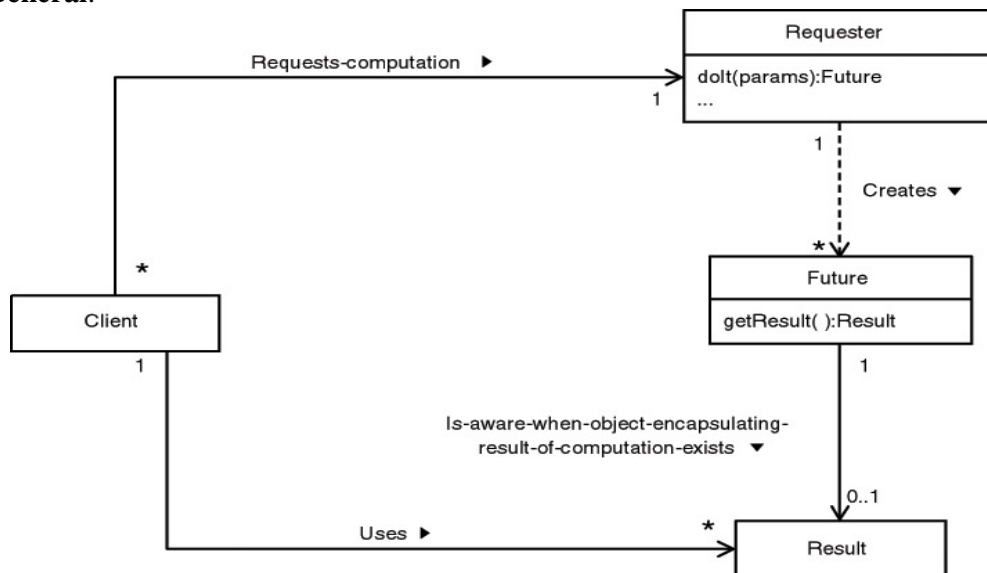 General.
Requester
Requests-computation ▶
doIt(params):Future
...
1
1
Creates ▼
*
*
Future
Client
getResult( ):Result
1
1
Is-aware-when-object-encapsulating-
result-of-computation-exists ▼
0..1
Uses ▶
*
Result